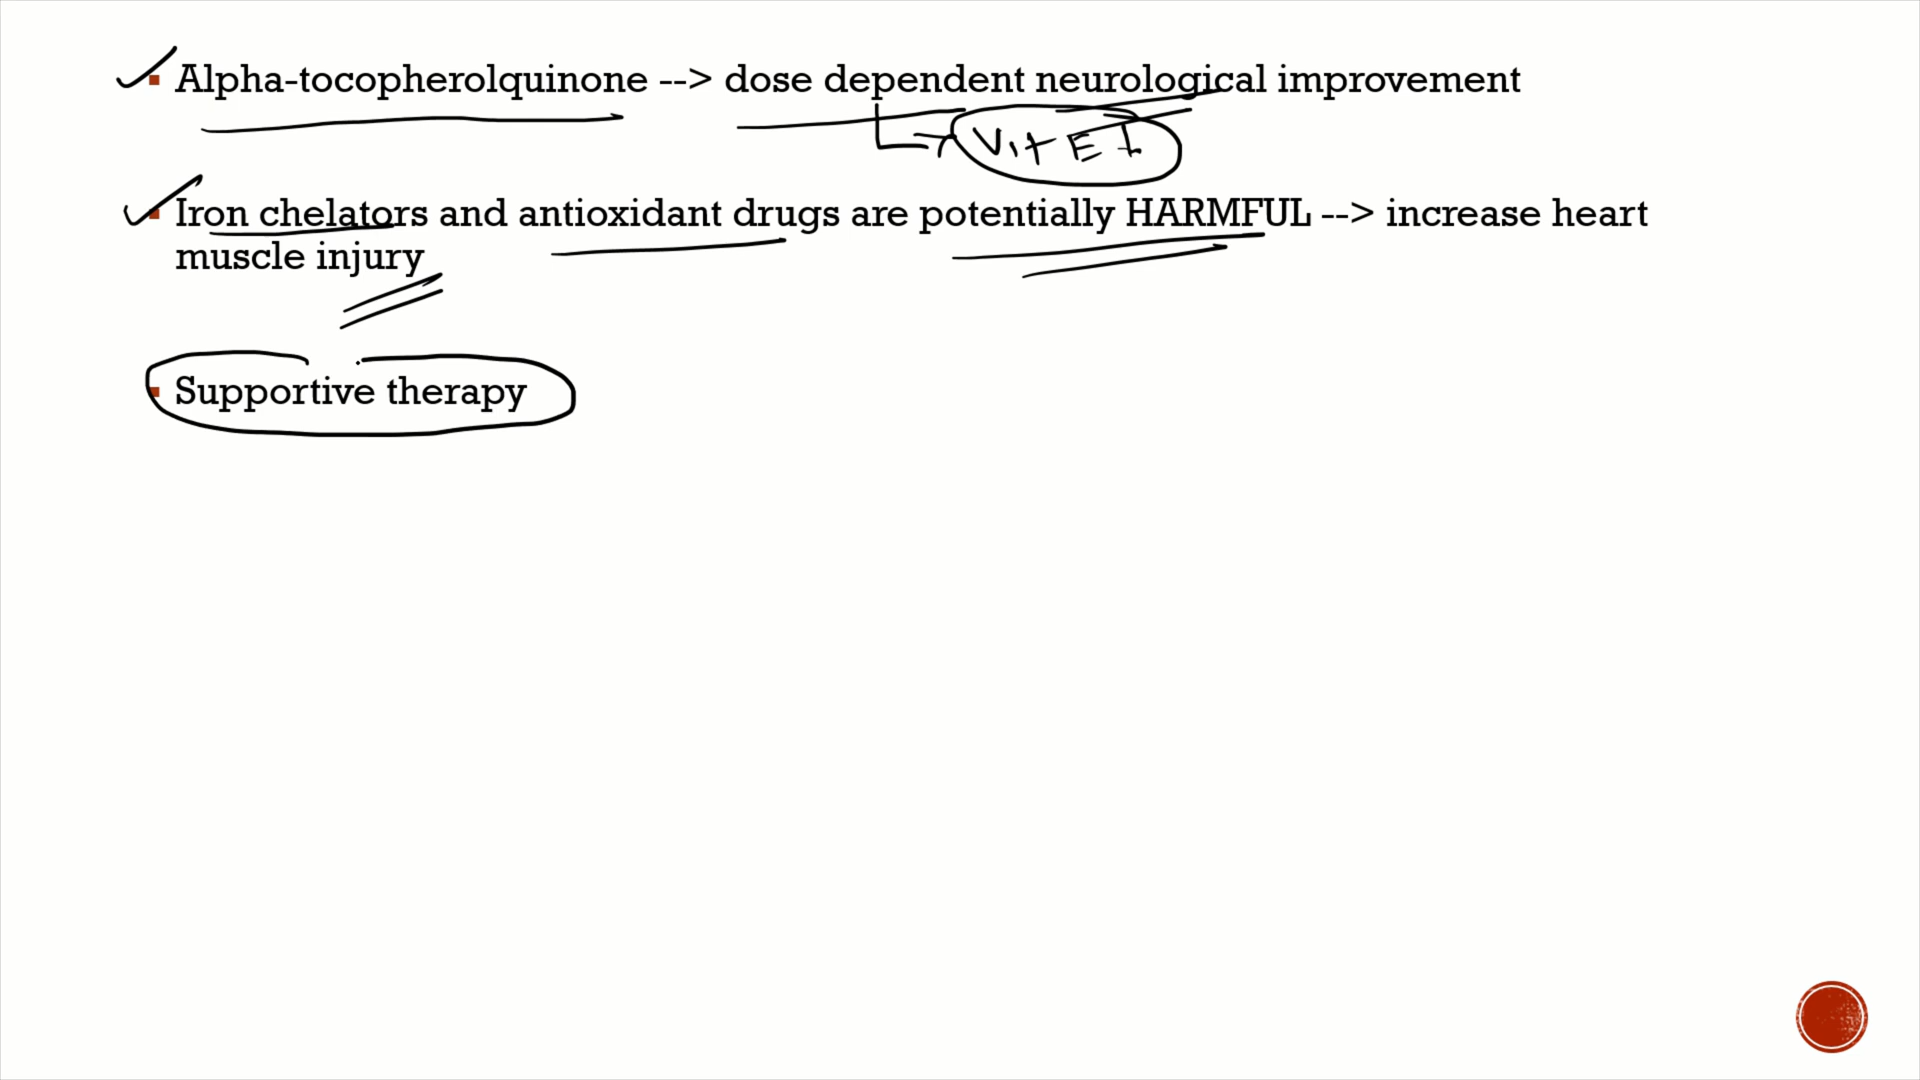 Alpha-tocopherolquinone --> dose dependent neurological improvement
Vit E
Iron chelators and antioxidant drugs are potentially HARMFUL --> increase heart
muscle injury
Supportive therapy